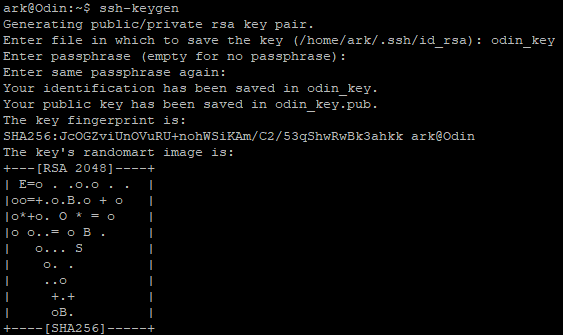 ark@Odin:~$ ssh-keygen
Generating public/private rsa key pair.
Enter file in which to save the key (/home/ark/.ssh/id_rsa): odin_key
Enter passphrase (empty for no passphrase):
Enter same passphrase again:
Your identification has been saved in odin_key.
Your public key has been saved in odin_key.pub.
The key fingerprint is:
SHA256:JcOGZviUnOVuRU+nohWSiKAm/C2/53qShwRwBk3ahkk ark@Odin
The key's randomart image is:
+---[RSA 2048]----+
| E=o . .o.o . .  |
|oo=+.o.B.o + o   |
|o*+o. O * = o    |
|o o..= o B .     |
|   o... S        |
|    o. .         |
|    ..o          |
|     +.+         |
|     oB.         |
+----[SHA256]-----+